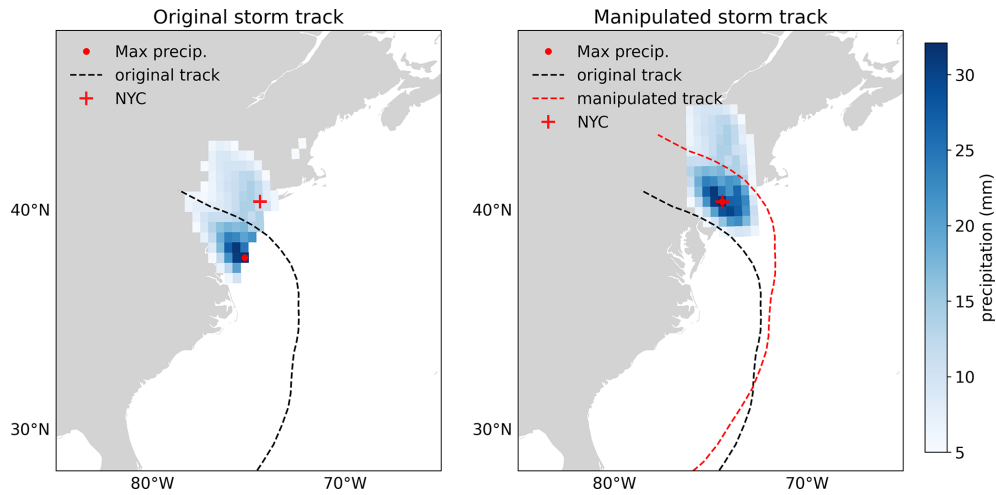 Original storm track
Max precip.
original track
NYC
40°N
30°N
80°W
70°W
Manipulated storm track
Max precip.
original track
manipulated track
NYC
40°N
30°N
80°W
70°W
30
25
20
15
10
5
precipitation (mm)